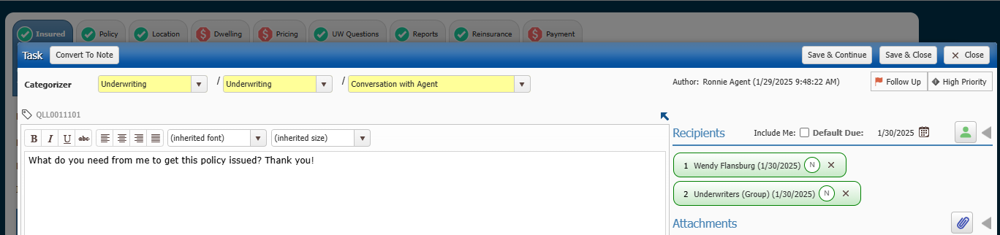 Insured Policy Location Dwelling Pricing UW Questions Reports Reinsurance Payment
Task Convert To Note Save & Continue Save & Close × Close
Categorizer Underwriting / Underwriting / Conversation with Agent Author: Ronnie Agent (1/29/2025 9:48:22 AM) Follow Up High Priority
QLL0011101
B I U abc (inherited font) (inherited size)
What do you need from me to get this policy issued? Thank you!
Recipients Include Me: Default Due: 1/30/2025
1 Wendy Flansburg (1/30/2025) N ×
2 Underwriters (Group) (1/30/2025) N ×
Attachments